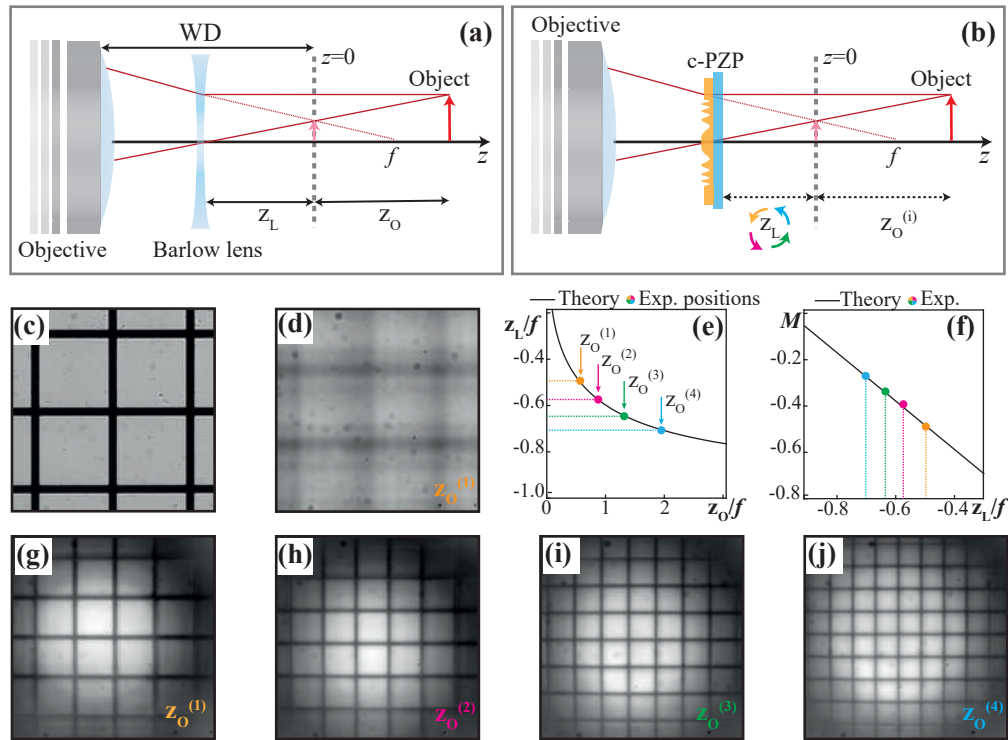 (a)
WD
z=0
Object
f
z
z_L
z_O
Objective
Barlow lens
(b)
Objective
c-PZP
z=0
Object
f
z
z_L
z_O^(i)
(c)
(d)
z_O^(1)
Theory Exp. positions
z_L/f
(e)
z_O^(1)
z_O^(2)
z_O^(3)
z_O^(4)
-0.4
-0.6
-0.8
-1.0
0 1 2 z_O/f
Theory Exp.
M
(f)
-0.2
-0.4
-0.6
-0.8
-0.8 -0.6 -0.4
z_L/f
(g)
z_O^(1)
(h)
z_O^(2)
(i)
z_O^(3)
(j)
z_O^(4)